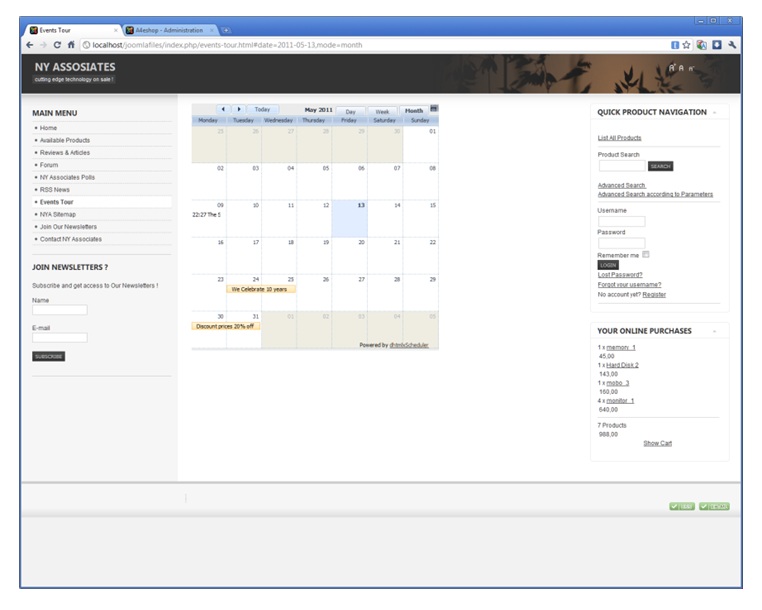 Events Tour
A4eshop - Administration
localhost/joomlafiles/index.php/events-tour.html#date=2011-05-13,mode=month
NY ASSOSIATES
cutting edge technology on sale !
A+ A A-
MAIN MENU
Home
Available Products
Reviews & Articles
Forum
NY Associates Polls
RSS News
Events Tour
NYA Sitemap
Join Our Newsletters
Contact NY Associates
JOIN NEWSLETTERS ?
Subscribe and get access to Our Newsletters !
Name
E-mail
SUBSCRIBE
Today May 2011 Day Week Month
Monday Tuesday Wednesday Thursday Friday Saturday Sunday
25 26 27 28 29 30 01
02 03 04 05 06 07 08
09 10 11 12 13 14 15
22:27 The S
16 17 18 19 20 21 22
23 24 25 26 27 28 29
We Celebrate 10 years
30 31 01 02 03 04 05
Discount prices 20% off
Powered by dhtmlxScheduler
QUICK PRODUCT NAVIGATION
List All Products
Product Search
SEARCH
Advanced Search
Advanced Search according to Parameters
Username
Password
Remember me
LOGIN
Lost Password?
Forgot your username?
No account yet? Register
YOUR ONLINE PURCHASES
1 x memory_1
45,00
1 x Hard Disk 2
143,00
1 x mobo_3
160,00
4 x monitor_1
640,00
7 Products
988,00
Show Cart